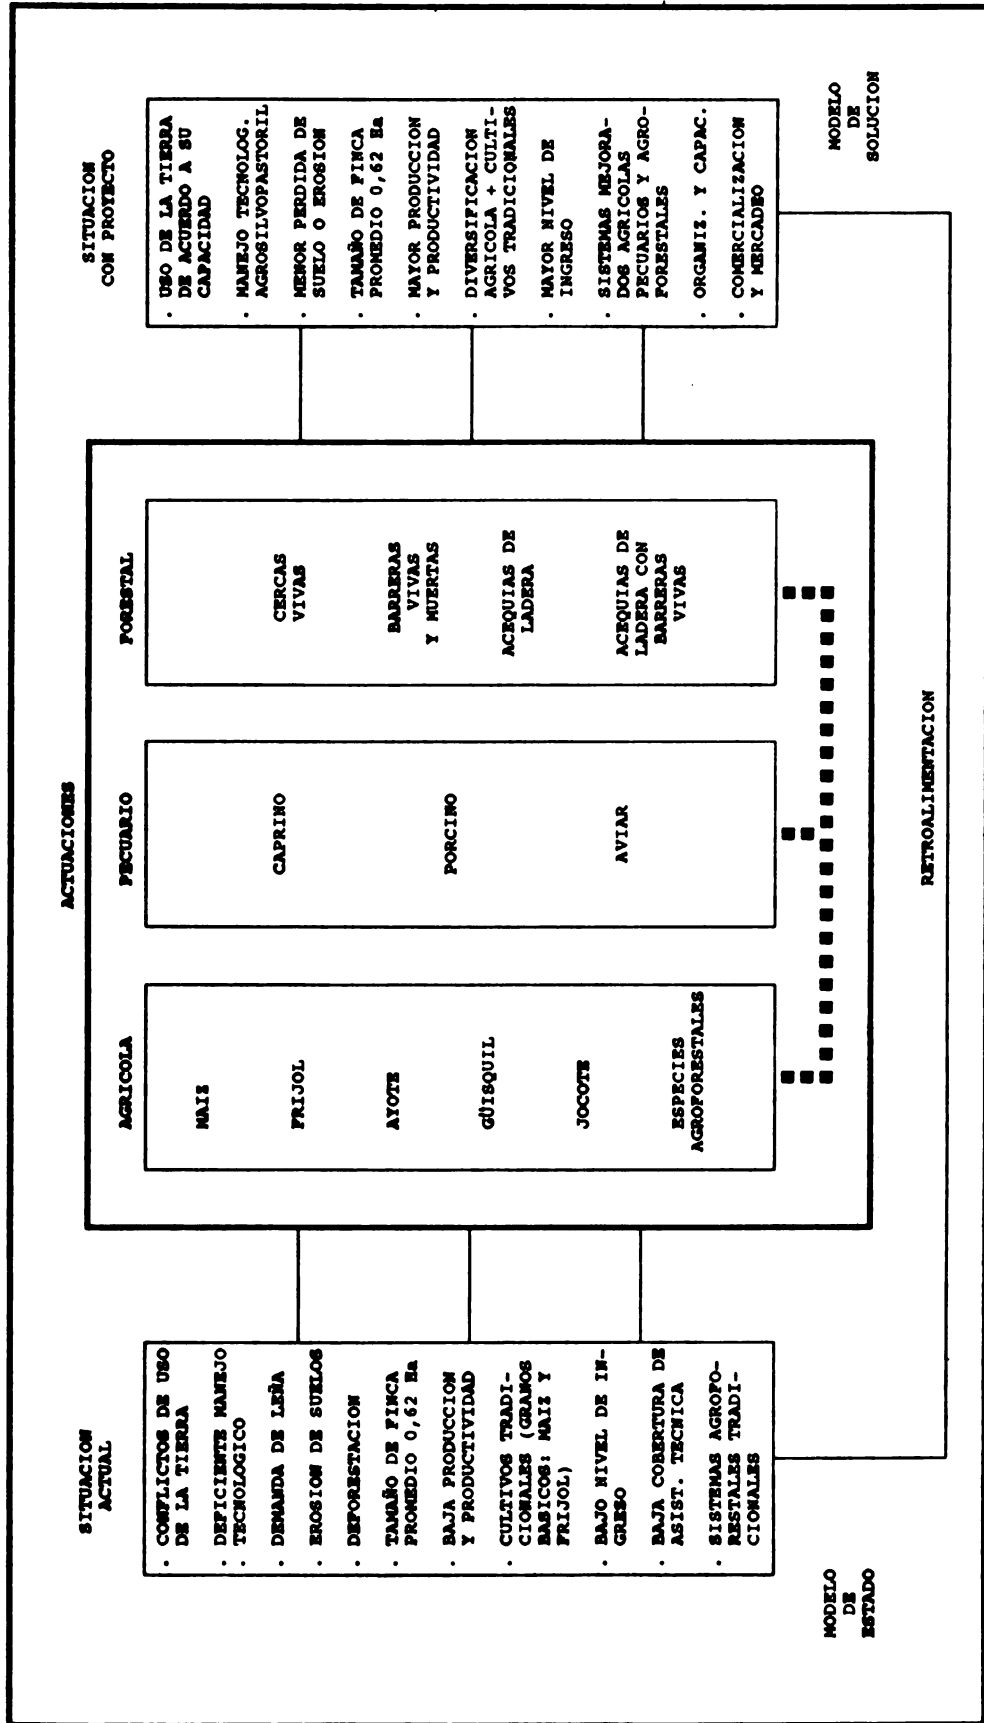 SITUACION
ACTUAL
. CONFLICTOS DE USO
DE LA TIERRA
. DEFICIENTE MANEJO
. TECNOLOGICO
. DEMANDA DE LEÑA
. EROSION DE SUELOS
. DEFORESTACION
. TAMAÑO DE FINCA
PROMEDIO 0,62 Ha
. BAJA PRODUCCION
Y PRODUCTIVIDAD
. CULTIVOS TRADI-
CIONALES (GRANOS
BASICOS: MAIZ Y
FRIJOL)
. BAJO NIVEL DE IN-
GRESO
. BAJA COBERTURA DE
ASIST. TECNICA
. SISTEMAS AGROFO-
RESTALES TRADI-
CIONALES
MODELO
DE
ESTADO
ACTUACIONES
AGRICOLA
MAIZ
FRIJOL
AYOTE
GÜISQUIL
JOCOTE
ESPECIES
AGROFORESTALES
PECUARIO
CAPRINO
PORCINO
AVIAR
FORESTAL
CERCAS
VIVAS
BARRERAS
VIVAS
Y MUERTAS
ACEQUIAS DE
LADERA
ACEQUIAS DE
LADERA CON
BARRERAS
VIVAS
SITUACION
CON PROYECTO
. USO DE LA TIERRA
DE ACUERDO A SU
CAPACIDAD
. MANEJO TECNOLOG.
AGROSILVOPASTORIL
. MENOR PERDIDA DE
SUELO O EROSION
. TAMAÑO DE FINCA
PROMEDIO 0,62 Ha
. MAYOR PRODUCCION
Y PRODUCTIVIDAD
. DIVERSIFICACION
AGRICOLA + CULTI-
VOS TRADICIONALES
. MAYOR NIVEL DE
INGRESO
. SISTEMAS MEJORA-
DOS AGRICOLAS
PECUARIOS Y AGRO-
FORESTALES
. ORGANIZ. Y CAPAC.
. COMERCIALIZACION
Y MERCADEO
MODELO
DE
SOLUCION
RETROALIMENTACION